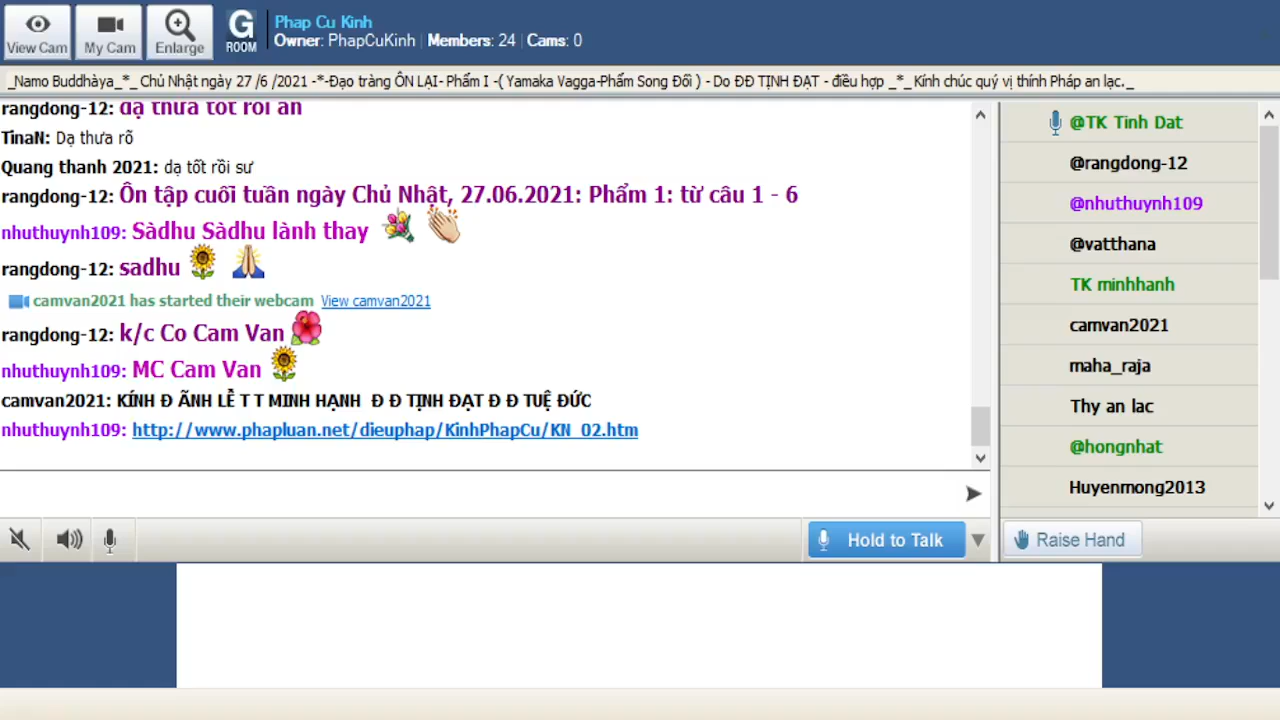 View Cam
My Cam
Enlarge
G
ROOM
Phap Cu Kinh
Owner: PhapCuKinh | Members: 24 | Cams: 0
_Namo Buddhàya_*_ Chủ Nhật ngày 27 /6 /2021 -*-Đạo tràng ÔN LẠI- Phẩm I -( Yamaka Vagga-Phẩm Song Đối ) - Do ĐĐ TỊNH ĐẠT - điều hợp _*_ Kính chúc quý vị thính Pháp an lạc._
rangdong-12: dạ thưa tốt rồi ăn
TinaN: Dạ thưa rõ
Quang thanh 2021: dạ tốt rồi sư
rangdong-12: Ôn tập cuối tuần ngày Chủ Nhật, 27.06.2021: Phẩm 1: từ câu 1 - 6
nhuthuynh109: Sàdhu Sàdhu lành thay
rangdong-12: sadhu
camvan2021 has started their webcam View camvan2021
rangdong-12: k/c Co Cam Van
nhuthuynh109: MC Cam Van
camvan2021: KÍNH Đ ÃNH LỄ T T MINH HẠNH Đ Đ TỊNH ĐẠT Đ Đ TUỆ ĐỨC
nhuthuynh109: http://www.phapluan.net/dieuphap/KinhPhapCu/KN_02.htm
@TK Tinh Dat
@rangdong-12
@nhuthuynh109
@vatthana
TK minhhanh
camvan2021
maha_raja
Thy an lac
@hongnhat
Huyenmong2013
Hold to Talk
Raise Hand